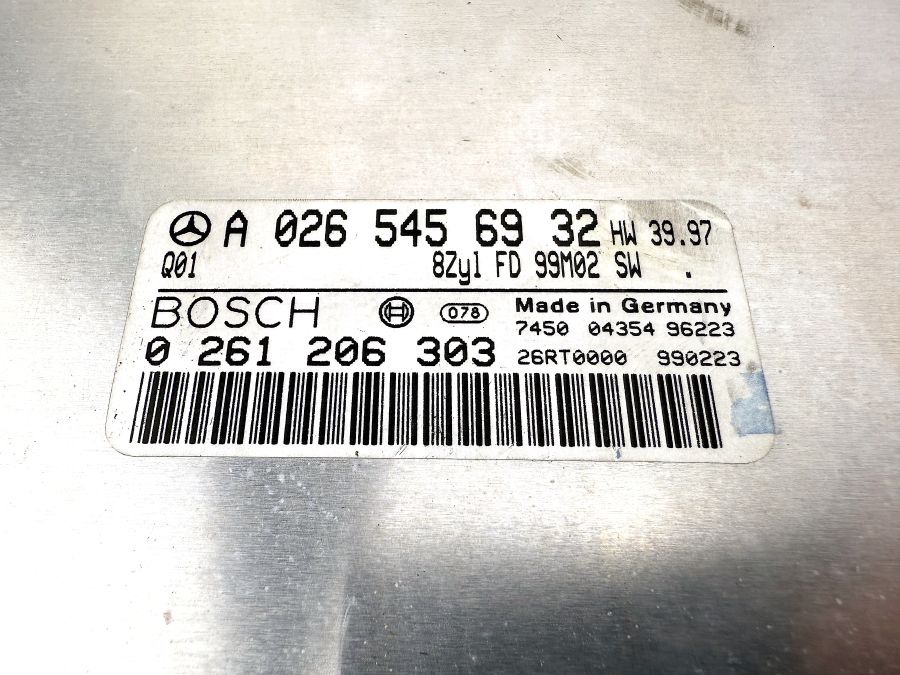 A 026 545 69 32 HW 39.97
Q01 8Zyl FD 99M02 SW .
BOSCH 078 Made in Germany
7450 04354 96223
0 261 206 303 26RT0000 990223